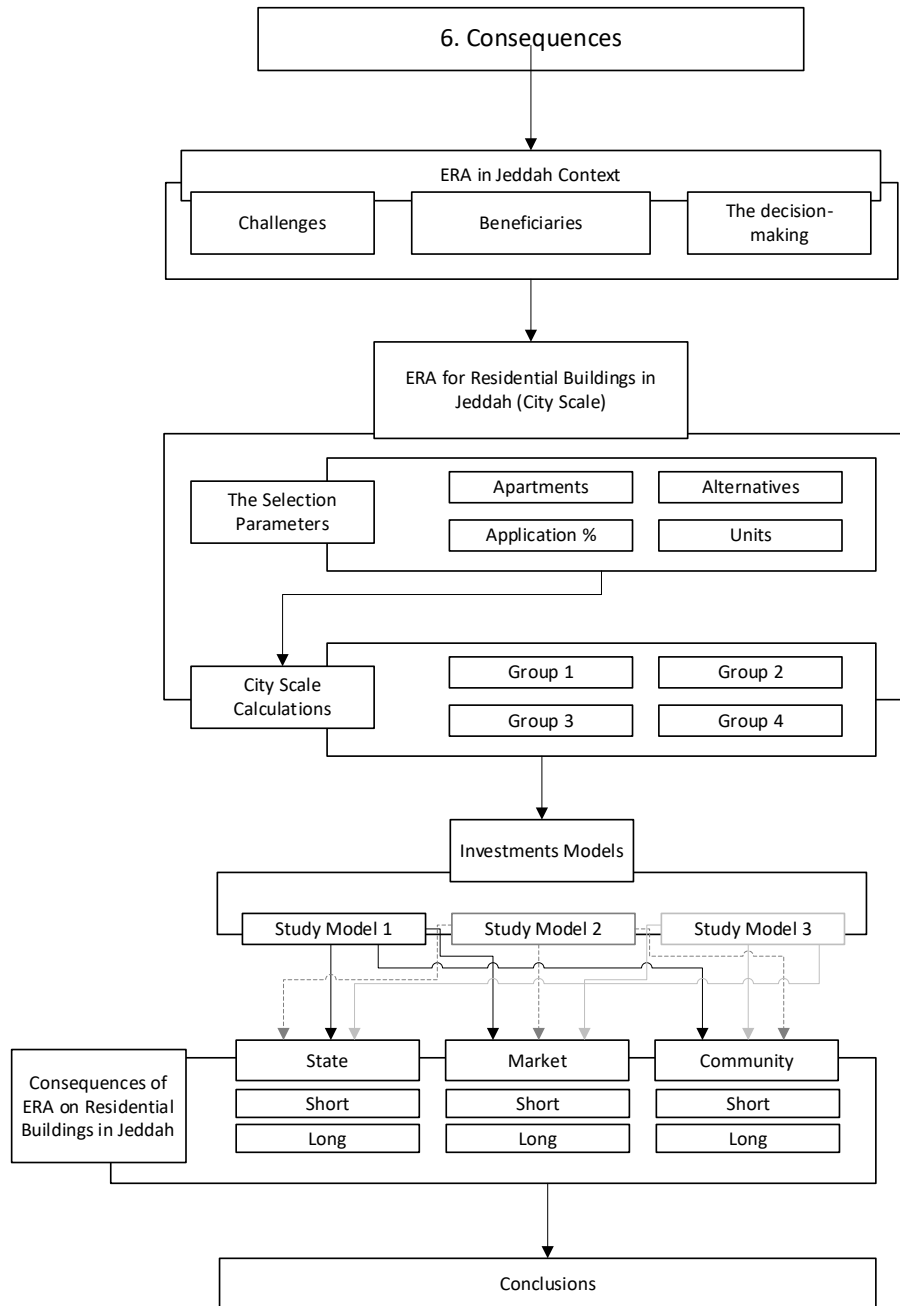 6. Consequences
ERA in Jeddah Context
Challenges
Beneficiaries
The decision-
making
ERA for Residential Buildings in
Jeddah (City Scale)
The Selection
Parameters
Apartments
Alternatives
Application %
Units
City Scale
Calculations
Group 1
Group 2
Group 3
Group 4
Investments Models
Study Model 1
Study Model 2
Study Model 3
Consequences of
ERA on Residential
Buildings in Jeddah
State
Market
Community
Short
Short
Short
Long
Long
Long
Conclusions